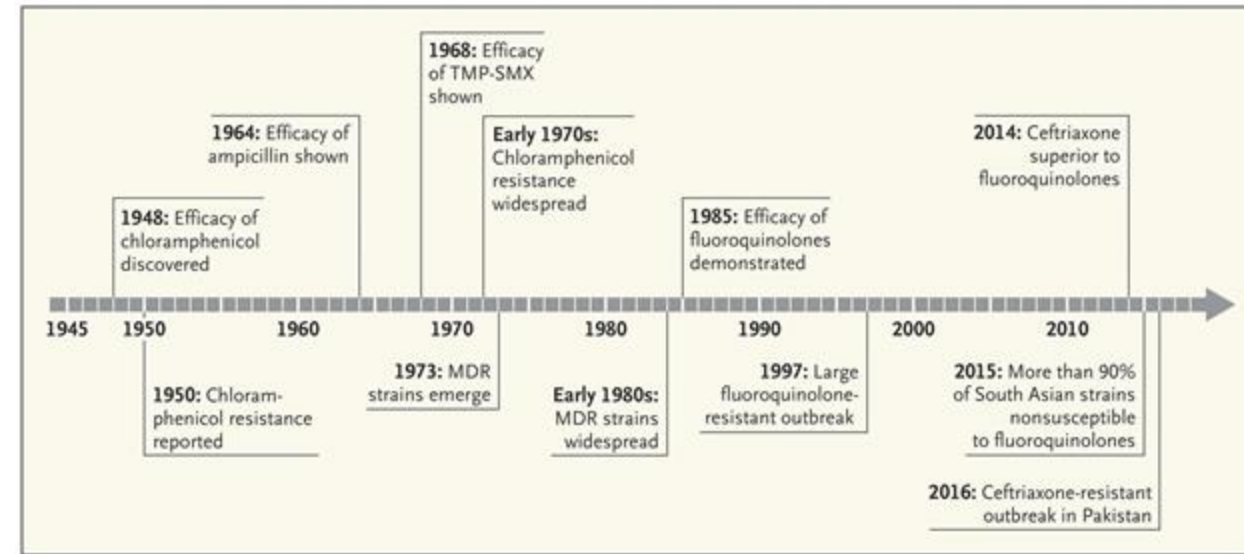 1968: Efficacy
of TMP-SMX
shown
1964: Efficacy of
ampicillin shown
Early 1970s:
Chloramphenicol
resistance
widespread
2014: Ceftriaxone
superior to
fluoroquinolones
1948: Efficacy of
chloramphenicol
discovered
1985: Efficacy of
fluoroquinolones
demonstrated
1945 1950 1960 1970 1980 1990 2000 2010
1950: Chloram-
phenicol resistance
reported
1973: MDR
strains emerge
Early 1980s:
MDR strains
widespread
1997: Large
fluoroquinolone-
resistant outbreak
2015: More than 90%
of South Asian strains
nonsusceptible
to fluoroquinolones
2016: Ceftriaxone-resistant
outbreak in Pakistan